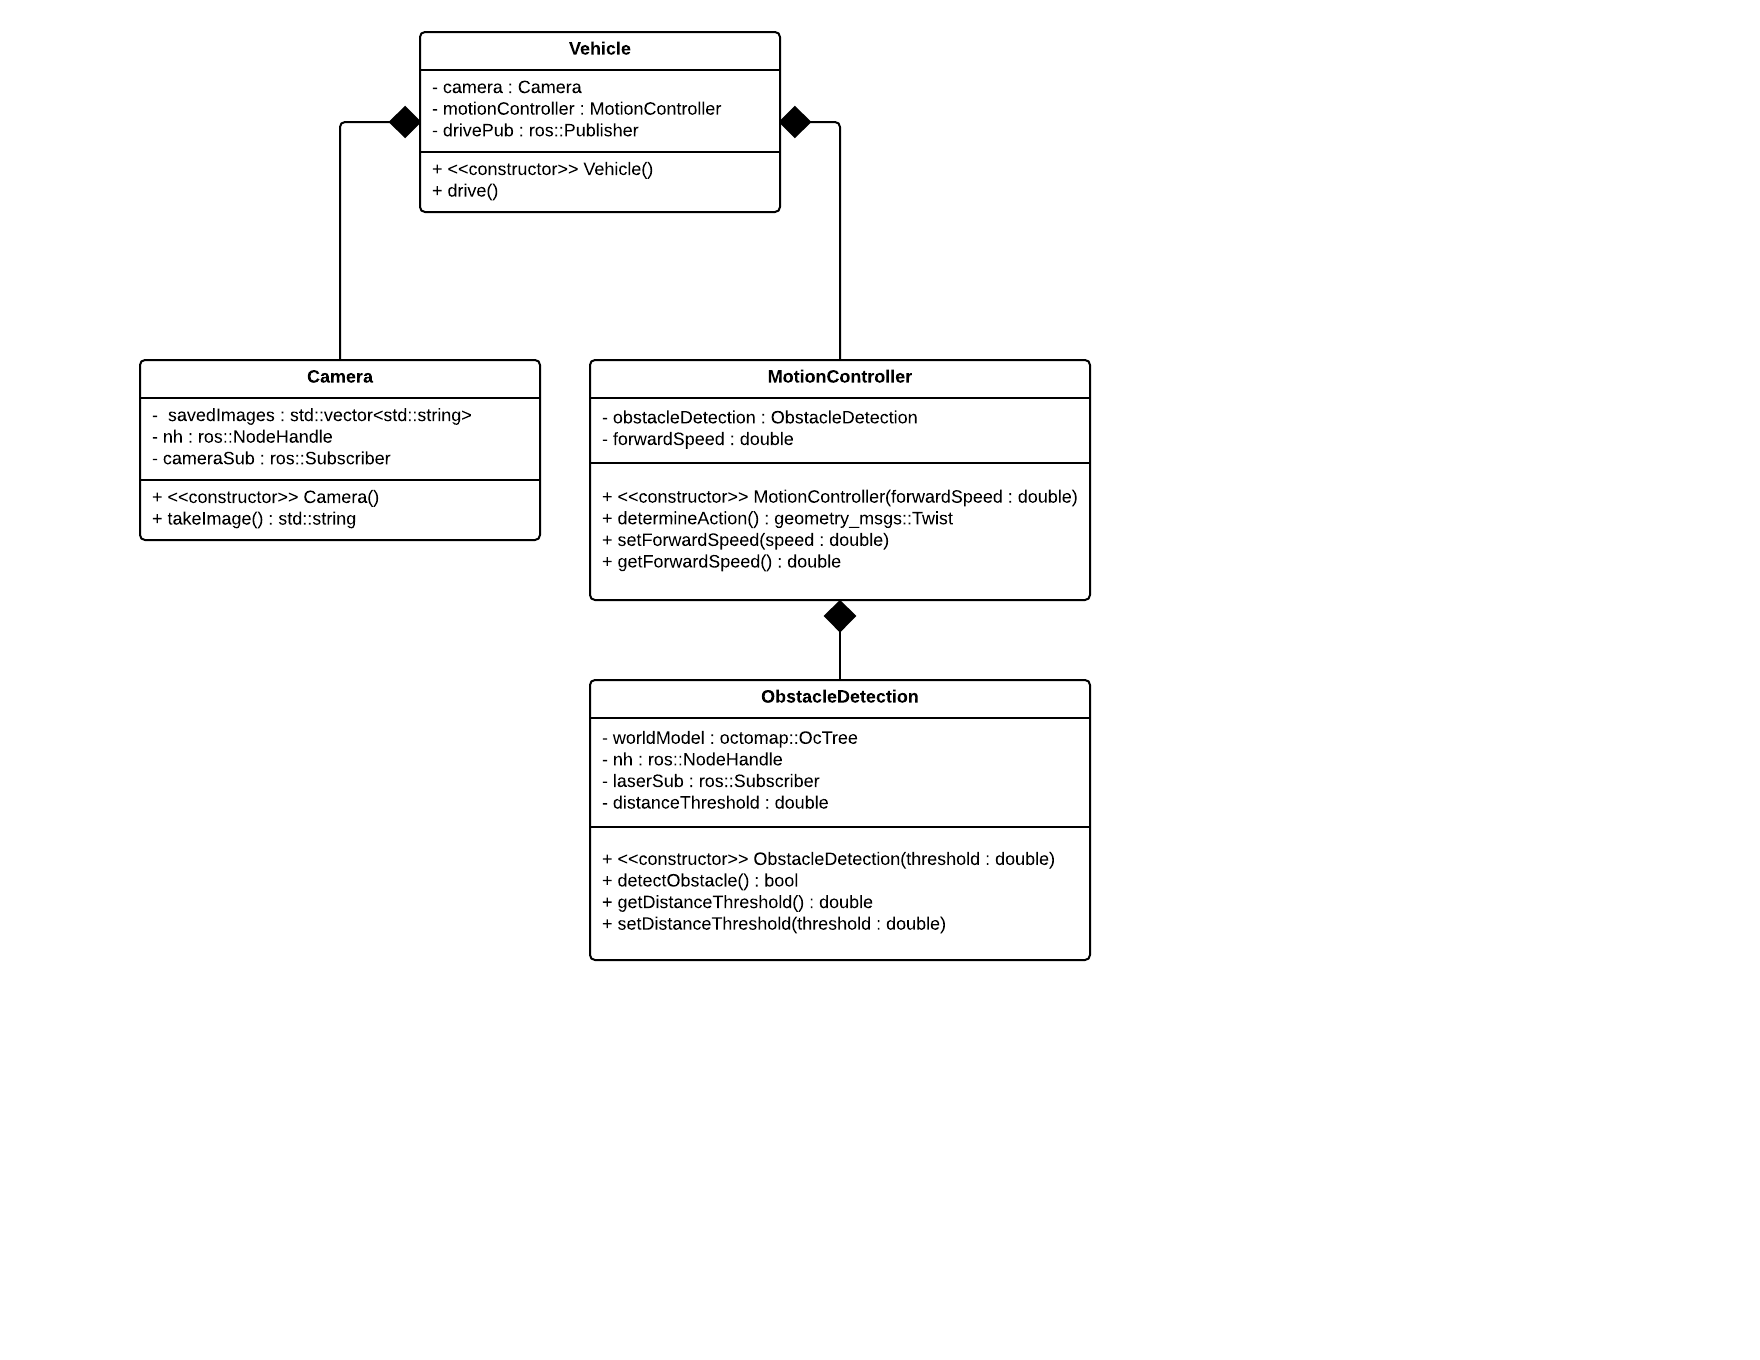 Vehicle
- camera : Camera
- motionController : MotionController
- drivePub : ros::Publisher
+ <<constructor>> Vehicle()
+ drive()
Camera
-  savedImages : std::vector<std::string>
- nh : ros::NodeHandle
- cameraSub : ros::Subscriber
+ <<constructor>> Camera()
+ takeImage() : std::string
MotionController
- obstacleDetection : ObstacleDetection
- forwardSpeed : double
+ <<constructor>> MotionController(forwardSpeed : double)
+ determineAction() : geometry_msgs::Twist
+ setForwardSpeed(speed : double)
+ getForwardSpeed() : double
ObstacleDetection
- worldModel : octomap::OcTree
- nh : ros::NodeHandle
- laserSub : ros::Subscriber
- distanceThreshold : double
+ <<constructor>> ObstacleDetection(threshold : double)
+ detectObstacle() : bool
+ getDistanceThreshold() : double
+ setDistanceThreshold(threshold : double)